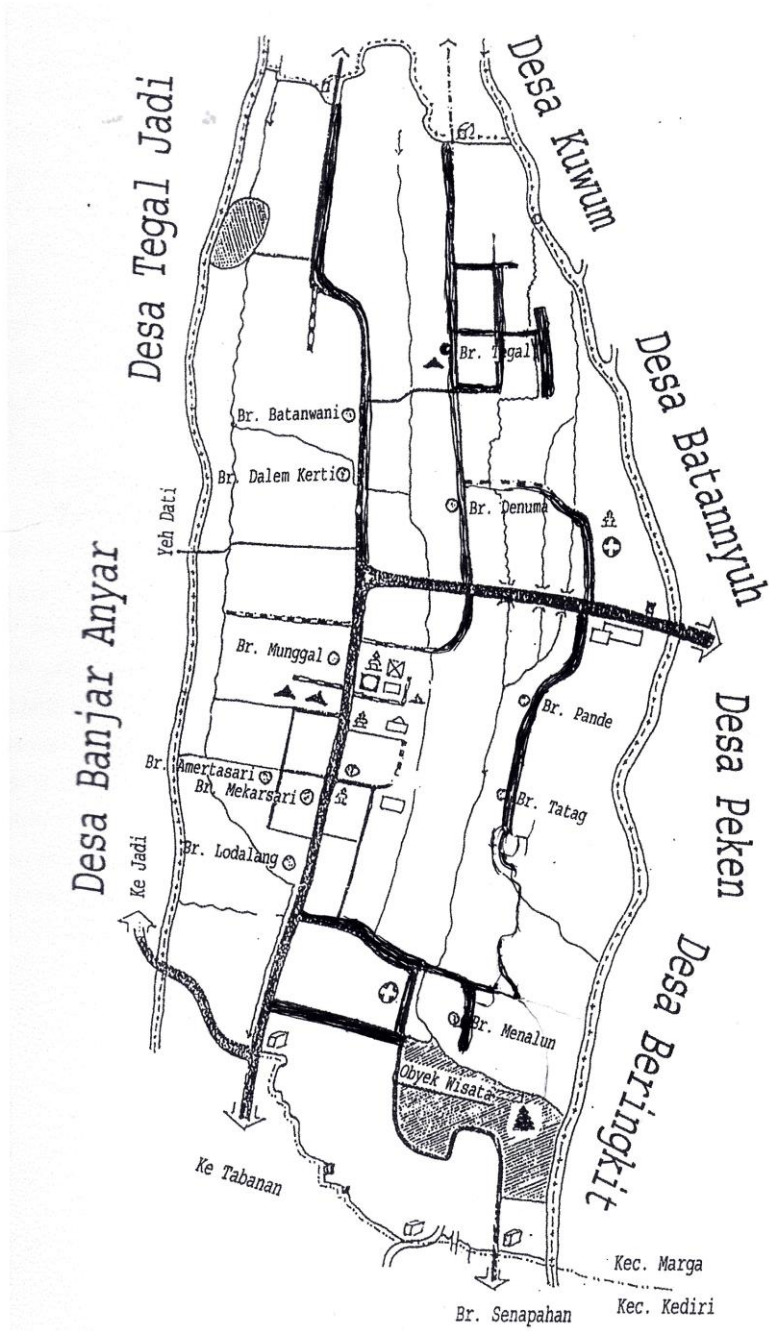 Desa Kuwum
Desa Tegal Jadi
Br. Tegal
Desa Batannyuh
Br. Batanwani
Br. Dalem Kerti
Br. Denuma
Yeh Dati
Desa Banjar Anyar
Br. Munggal
Br. Pande
Desa Peken
Br. Amertasari
Br. Mekarsari
Br. Tatag
Br. Lodalang
Ke Jadi
Desa Beringkit
Br. Menalun
Obyek Wisata
Ke Tabanan
Kec. Marga
Kec. Kediri
Br. Senapahan